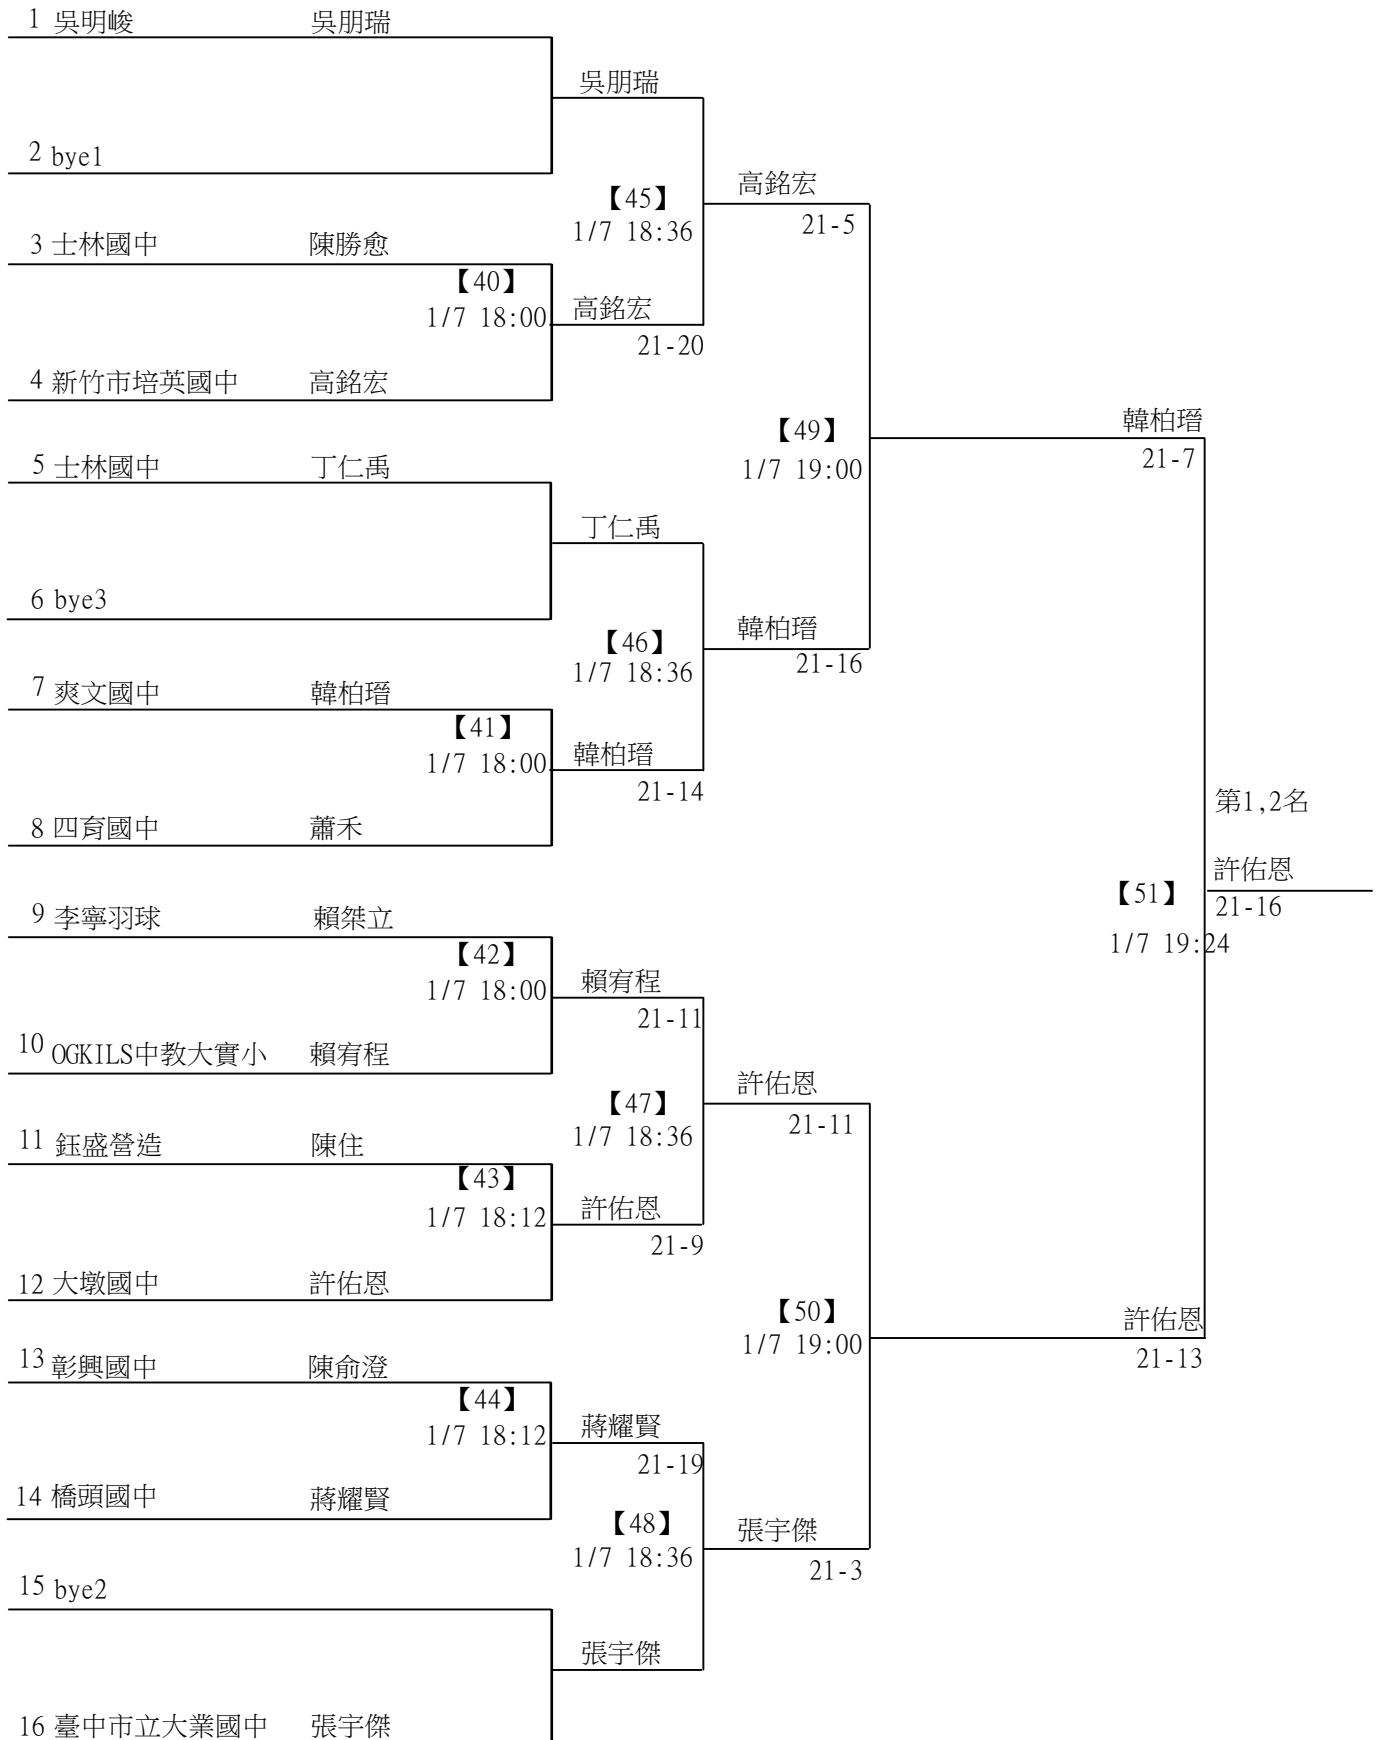 1 吳明峻 吳朋瑞
吳朋瑞
2 bye1
【45】 高銘宏
1/7 18:36 21-5
3 士林國中 陳勝愈
【40】
1/7 18:00 高銘宏
21-20
4 新竹市培英國中 高銘宏
【49】 韓柏瑨
1/7 19:00 21-7
5 士林國中 丁仁禹
丁仁禹
6 bye3
【46】 韓柏瑨
1/7 18:36 21-16
7 爽文國中 韓柏瑨
【41】
1/7 18:00 韓柏瑨
21-14
8 四育國中 蕭禾
第1,2名
【51】 許佑恩
21-16
1/7 19:24
9 李寧羽球 賴桀立
【42】
1/7 18:00 賴宥程
21-11
10 OGKILS中教大實小 賴宥程
【47】 許佑恩
1/7 18:36 21-11
11 鈺盛營造 陳住
【43】
1/7 18:12 許佑恩
21-9
12 大墩國中 許佑恩
【50】 許佑恩
1/7 19:00 21-13
13 彰興國中 陳俞澄
【44】
1/7 18:12 蔣耀賢
21-19
14 橋頭國中 蔣耀賢
【48】 張宇傑
1/7 18:36 21-3
15 bye2
張宇傑
16 臺中市立大業國中 張宇傑